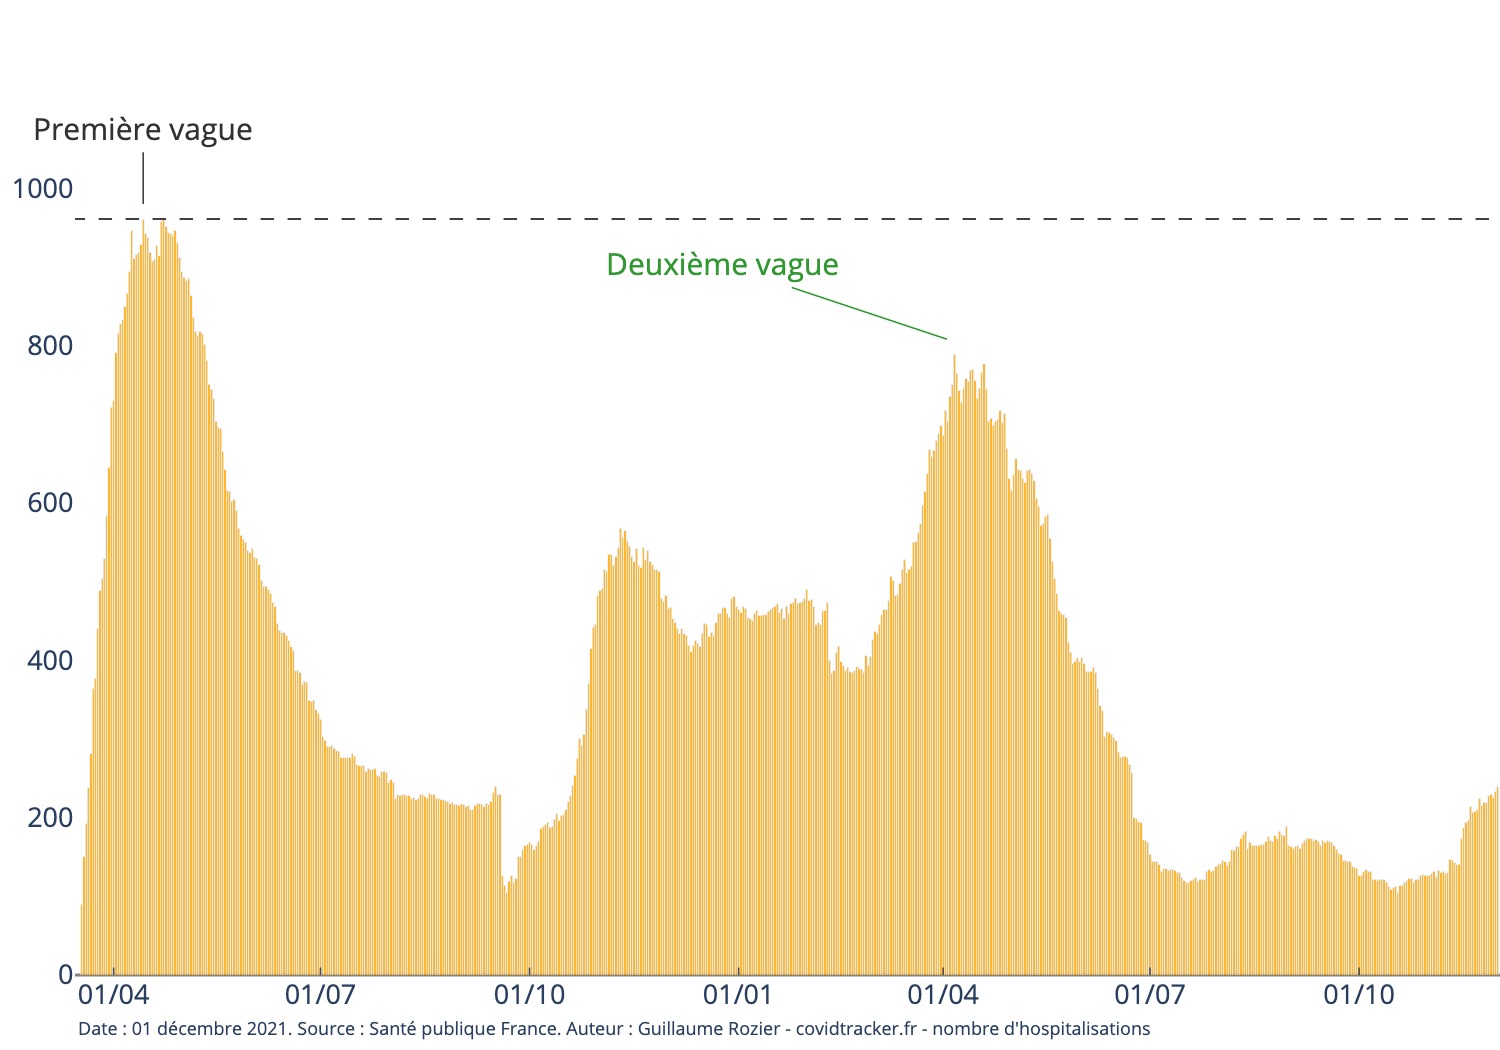 Première vague
1000
Deuxième vague
800
600
400
200
0
01/04 01/07 01/10 01/01 01/04 01/07 01/10
Date : 01 décembre 2021. Source : Santé publique France. Auteur : Guillaume Rozier - covidtracker.fr - nombre d'hospitalisations